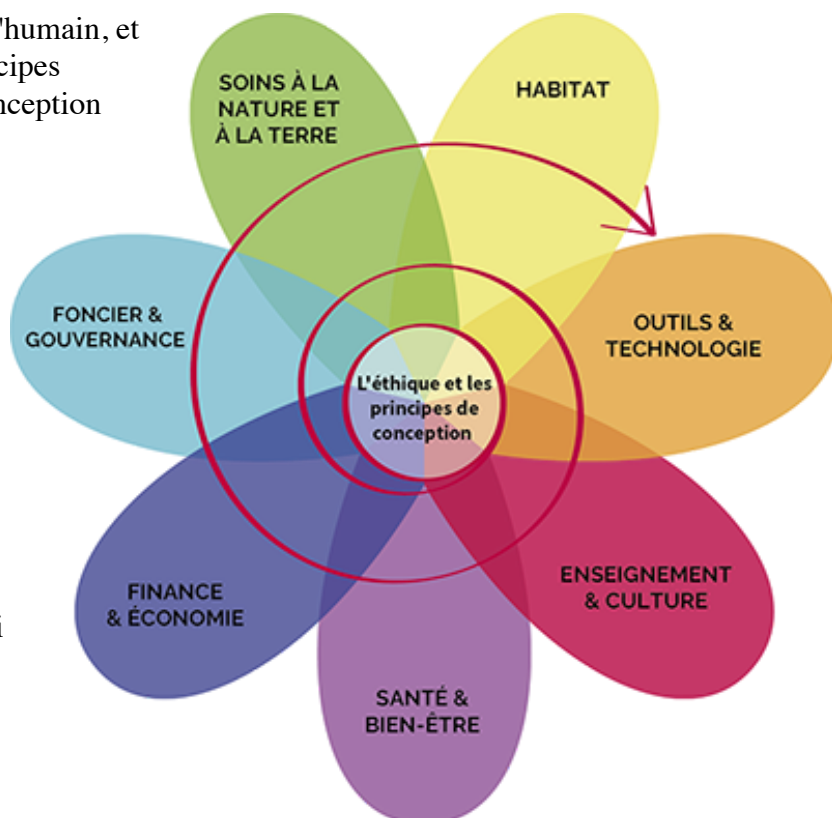 l'humain, et
cipes
nception
SOINS À LA
NATURE ET
À LA TERRE
HABITAT
FONCIER &
GOUVERNANCE
OUTILS &
TECHNOLOGIE
L'éthique et les
principes de
conception
FINANCE
& ÉCONOMIE
ENSEIGNEMENT
& CULTURE
i
SANTÉ &
BIEN-ÊTRE